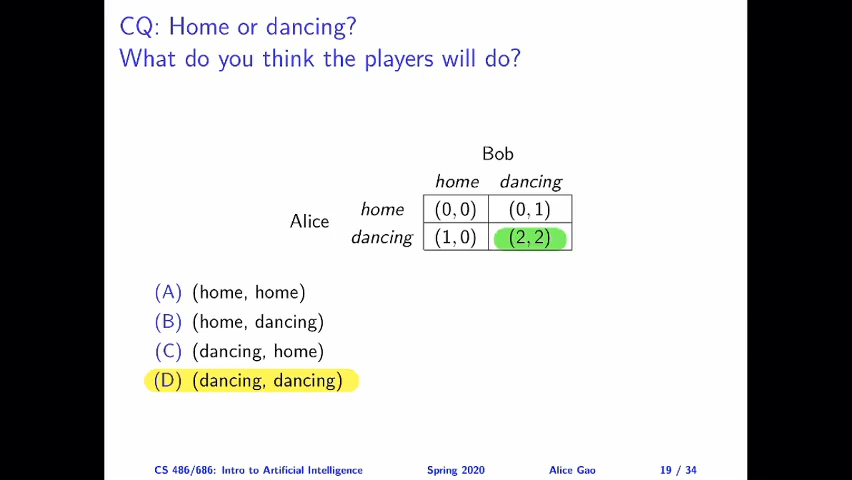 CQ: Home or dancing?
What do you think the players will do?
Bob
home dancing
home (0, 0) (0, 1)
Alice
dancing (1, 0) (2, 2)
(A) (home, home)
(B) (home, dancing)
(C) (dancing, home)
(D) (dancing, dancing)
CS 486/686: Intro to Artificial Intelligence Spring 2020 Alice Gao 19 / 34